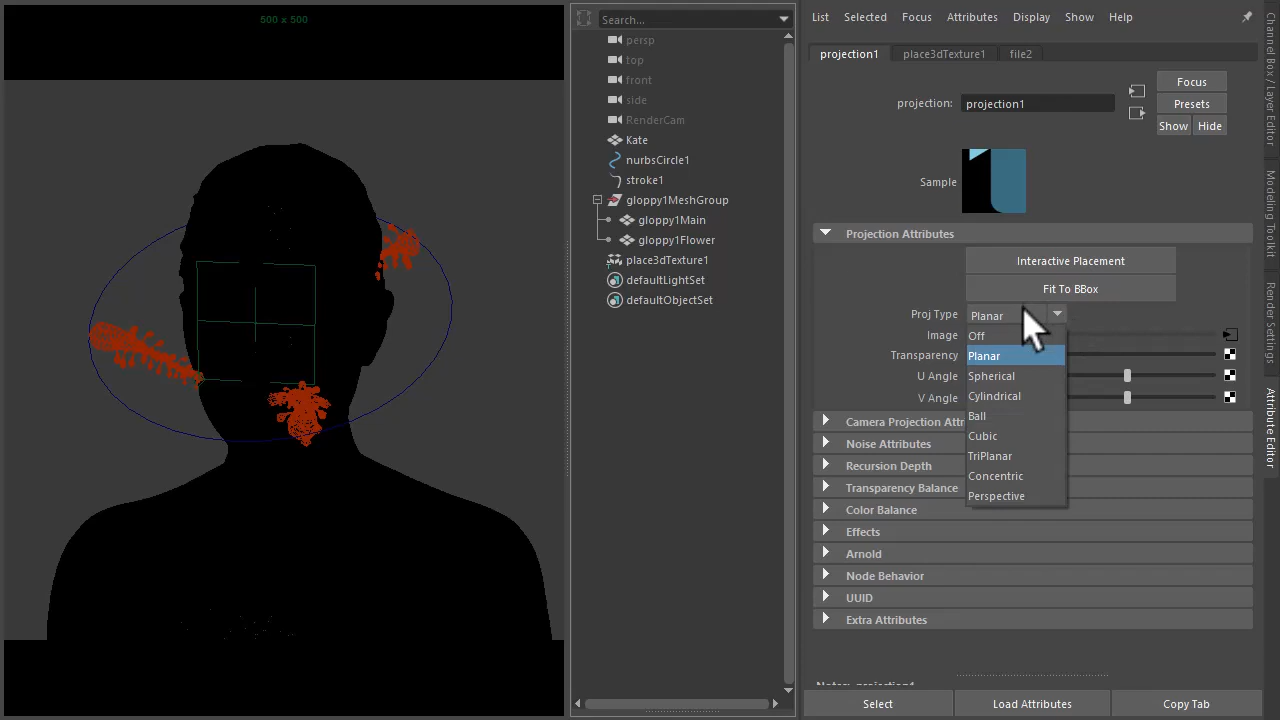 500 x 500
Search...
persp
top
front
side
RenderCam
Kate
nurbsCircle1
stroke1
gloppy1MeshGroup
gloppy1Main
gloppy1Flower
place3dTexture1
defaultLightSet
defaultObjectSet
List Selected Focus Attributes Display Show Help
projection1 place3dTexture1 file2
projection: projection1
Focus
Presets
Show Hide
Sample
Projection Attributes
Interactive Placement
Fit To BBox
Proj Type Planar
Image
Transparency
U Angle
V Angle
Off
Planar
Spherical
Cylindrical
Ball
Cubic
TriPlanar
Concentric
Perspective
Camera Projection Attr
Noise Attributes
Recursion Depth
Transparency Balance
Color Balance
Effects
Arnold
Node Behavior
UUID
Extra Attributes
Notes: projection1
Select Load Attributes Copy Tab
Channel Box / Layer Editor
Modeling Toolkit
Render Settings
Attribute Editor